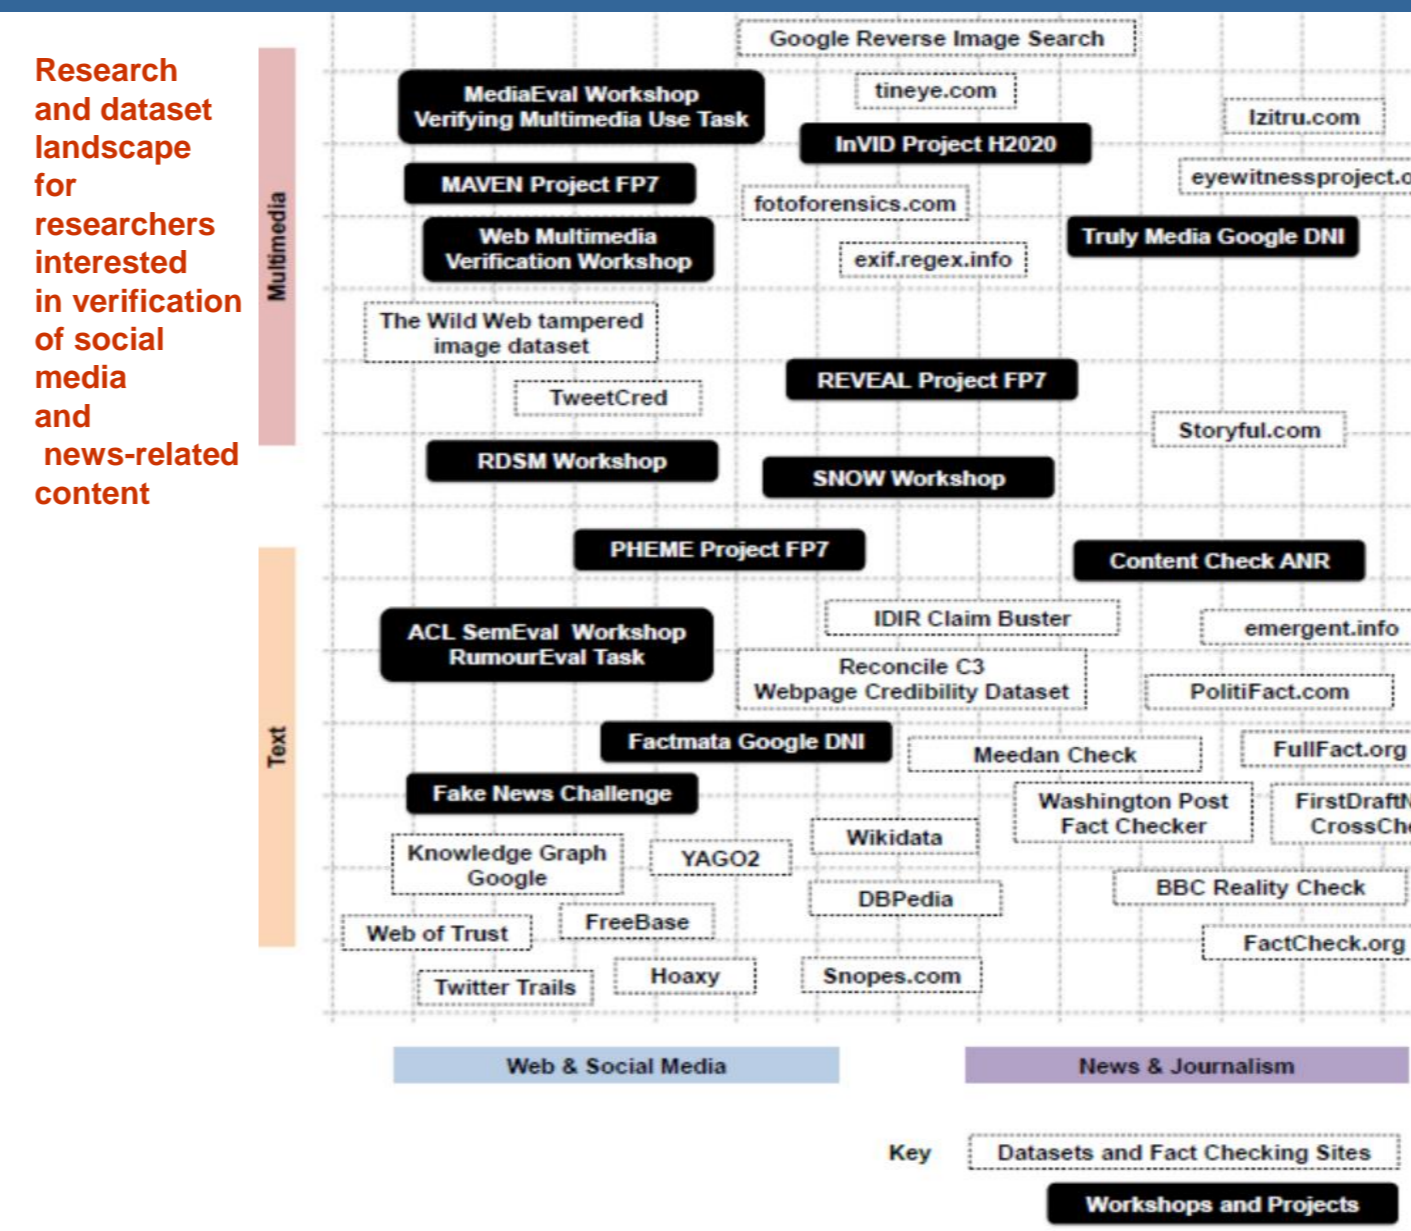 Research
and dataset
landscape
for
researchers
interested
in verification
of social
media
and
news-related
content
Multimedia
Google Reverse Image Search
MediaEval Workshop
Verifying Multimedia Use Task
tineye.com
Izitru.com
InVID Project H2020
MAVEN Project FP7
eyewitnessproject.o
fotoforensics.com
Web Multimedia
Verification Workshop
Truly Media Google DNI
exif.regex.info
The Wild Web tampered
image dataset
REVEAL Project FP7
TweetCred
Storyful.com
RDSM Workshop
SNOW Workshop
Text
PHEME Project FP7
Content Check ANR
ACL SemEval Workshop
RumourEval Task
IDIR Claim Buster
emergent.info
Reconcile C3
Webpage Credibility Dataset
PolitiFact.com
Factmata Google DNI
Meedan Check
FullFact.org
Fake News Challenge
Washington Post
Fact Checker
FirstDraftN
CrossChe
Knowledge Graph
Google
YAGO2
Wikidata
DBPedia
BBC Reality Check
Web of Trust
FreeBase
FactCheck.org
Twitter Trails
Hoaxy
Snopes.com
Web & Social Media
News & Journalism
Key
Datasets and Fact Checking Sites
Workshops and Projects